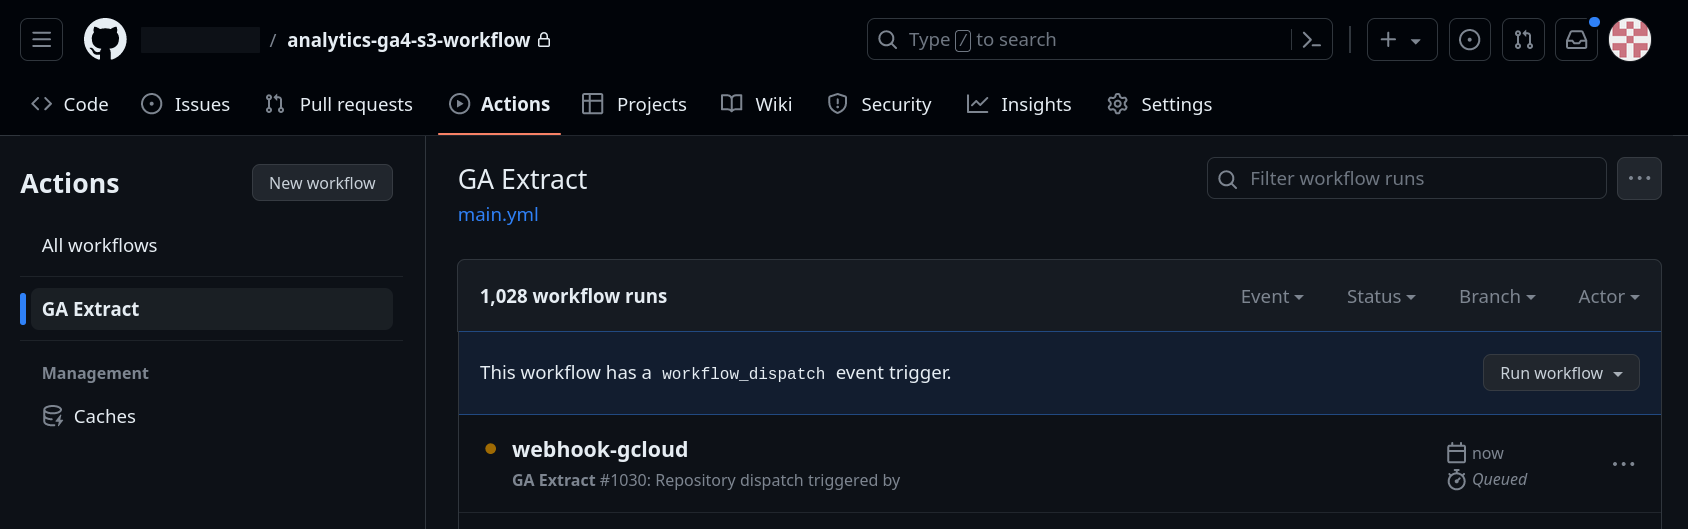 / analytics-ga4-s3-workflow
Type / to search
Code Issues Pull requests Actions Projects Wiki Security Insights Settings
Actions
New workflow
All workflows
GA Extract
Management
Caches
GA Extract
main.yml
Filter workflow runs
1,028 workflow runs
Event Status Branch Actor
This workflow has a workflow_dispatch event trigger.
Run workflow
webhook-gcloud
GA Extract #1030: Repository dispatch triggered by
now
Queued